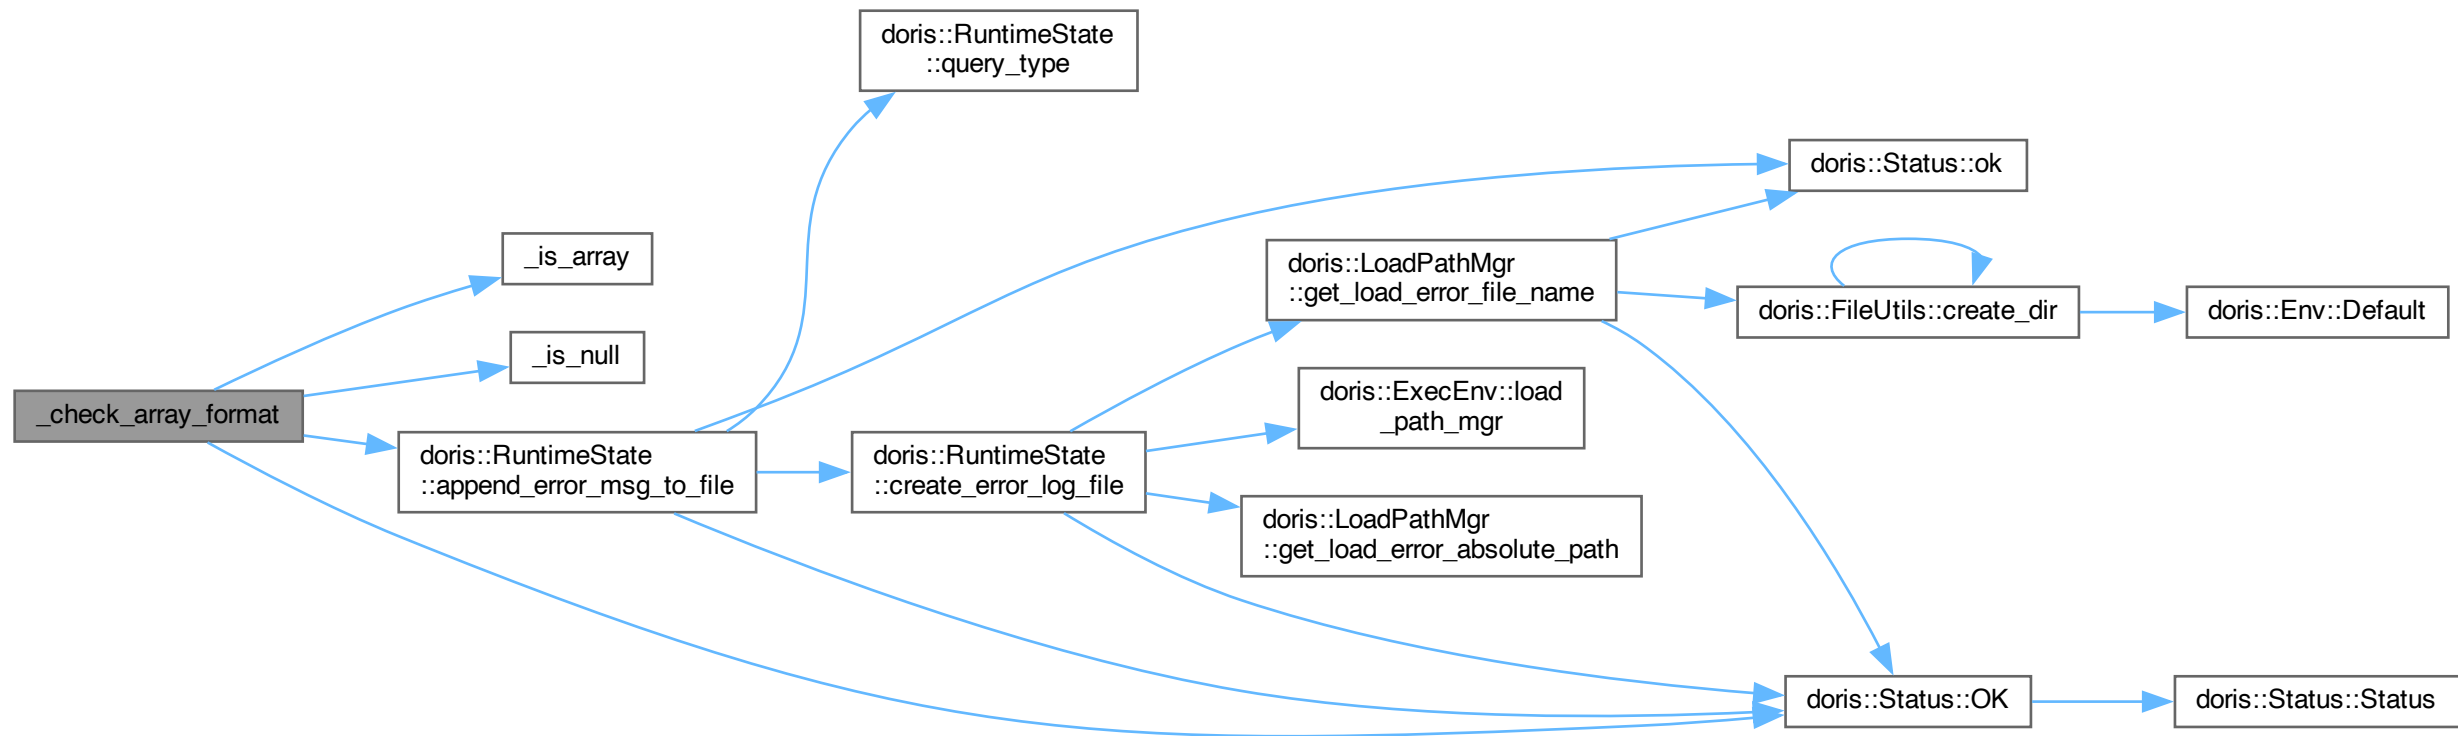 doris::RuntimeState
::query_type
doris::Status::ok
_is_array
doris::LoadPathMgr
::get_load_error_file_name
doris::FileUtils::create_dir
doris::Env::Default
_is_null
_check_array_format
doris::ExecEnv::load
_path_mgr
doris::RuntimeState
::append_error_msg_to_file
doris::RuntimeState
::create_error_log_file
doris::LoadPathMgr
::get_load_error_absolute_path
doris::Status::OK
doris::Status::Status